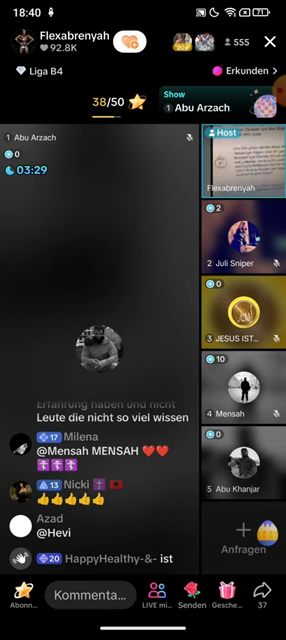 18:40
71
Flexabrenyah
92.8K
555
Liga B4
Erkunden >
38/50
Show
1 Abu Arzach
1 Abu Arzach
0
03:29
Host
Flexabrenyah
2
2 Juli Sniper
0
3 JESUS IST...
10
4 Mensah
0
5 Abu Khanjar
Erfahrung haben und nicht
Leute die nicht so viel wissen
17 Milena
@Mensah MENSAH ❤️❤️
✝️✝️✝️
13 Nicki ✝️ 🇦🇱
👍👍👍👍👍
Azad
@Hevi
20 HappyHealthy-&- ist
+
Anfragen
Abonn...
Kommenta...
LIVE mi...
Senden
Gesche...
37